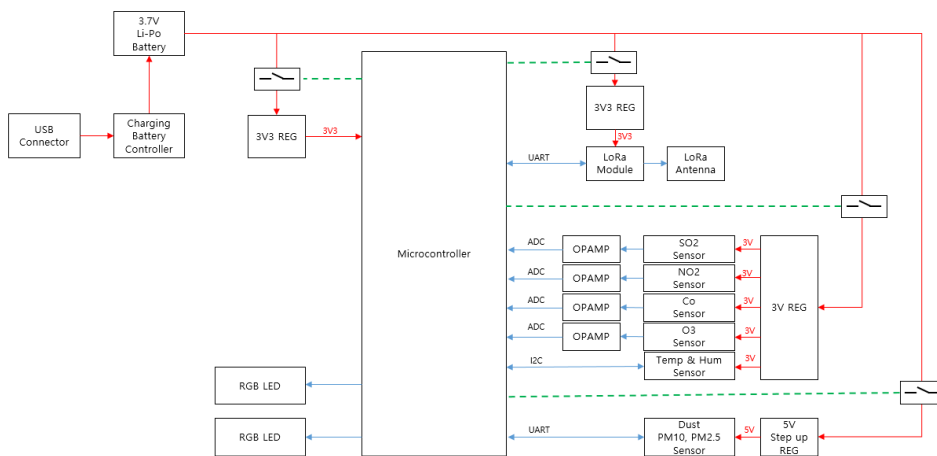 3.7V
Li-Po
Battery
USB
Connector
Charging
Battery
Controller
3V3 REG
3V3
Microcontroller
3V3 REG
3V3
UART
LoRa
Module
LoRa
Antenna
ADC
OPAMP
SO2
Sensor
3V
ADC
OPAMP
NO2
Sensor
3V
ADC
OPAMP
Co
Sensor
3V
ADC
OPAMP
O3
Sensor
3V
I2C
Temp & Hum
Sensor
3V
3V REG
RGB LED
RGB LED
UART
Dust
PM10, PM2.5
Sensor
5V
5V
Step up
REG